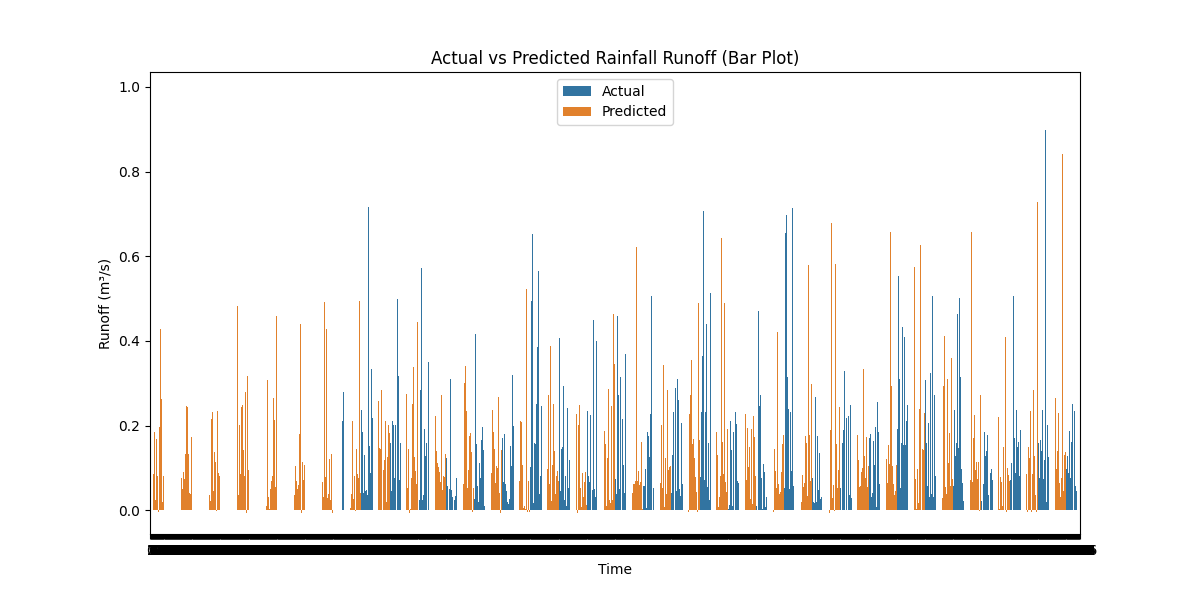 Actual vs Predicted Rainfall Runoff (Bar Plot)
Actual
Predicted
1.0
0.8
0.6
0.4
0.2
0.0
Runoff (m³/s)
Time